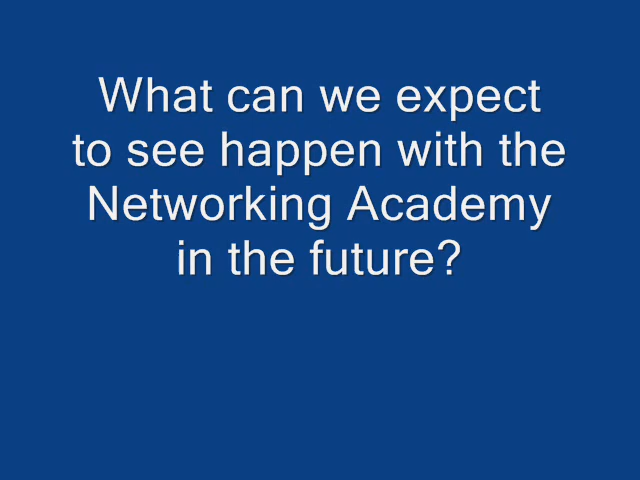 What can we expect
to see happen with the
Networking Academy
in the future?